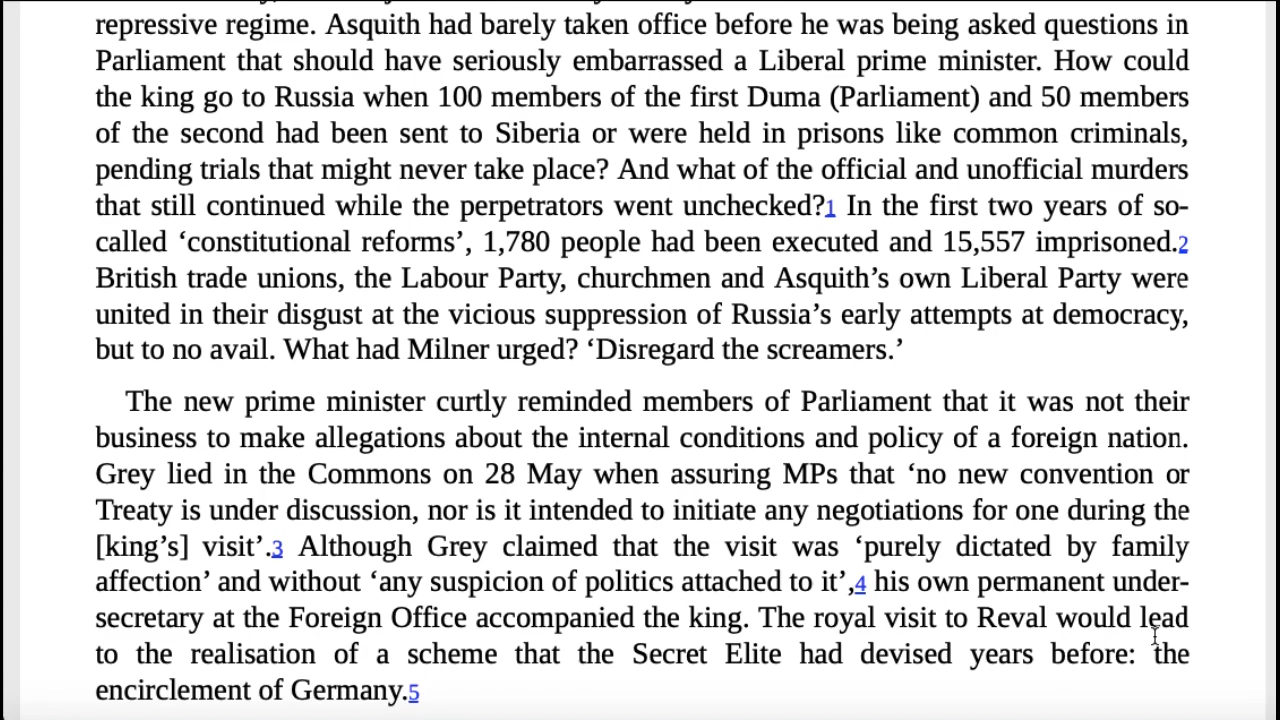 repressive regime. Asquith had barely taken office before he was being asked questions in
Parliament that should have seriously embarrassed a Liberal prime minister. How could
the king go to Russia when 100 members of the first Duma (Parliament) and 50 members
of the second had been sent to Siberia or were held in prisons like common criminals,
pending trials that might never take place? And what of the official and unofficial murders
that still continued while the perpetrators went unchecked?1 In the first two years of so-
called ‘constitutional reforms’, 1,780 people had been executed and 15,557 imprisoned.2
British trade unions, the Labour Party, churchmen and Asquith’s own Liberal Party were
united in their disgust at the vicious suppression of Russia’s early attempts at democracy,
but to no avail. What had Milner urged? ‘Disregard the screamers.’
The new prime minister curtly reminded members of Parliament that it was not their
business to make allegations about the internal conditions and policy of a foreign nation.
Grey lied in the Commons on 28 May when assuring MPs that ‘no new convention or
Treaty is under discussion, nor is it intended to initiate any negotiations for one during the
[king’s] visit’.3 Although Grey claimed that the visit was ‘purely dictated by family
affection’ and without ‘any suspicion of politics attached to it’,4 his own permanent under-
secretary at the Foreign Office accompanied the king. The royal visit to Reval would lead
to the realisation of a scheme that the Secret Elite had devised years before: the
encirclement of Germany.5